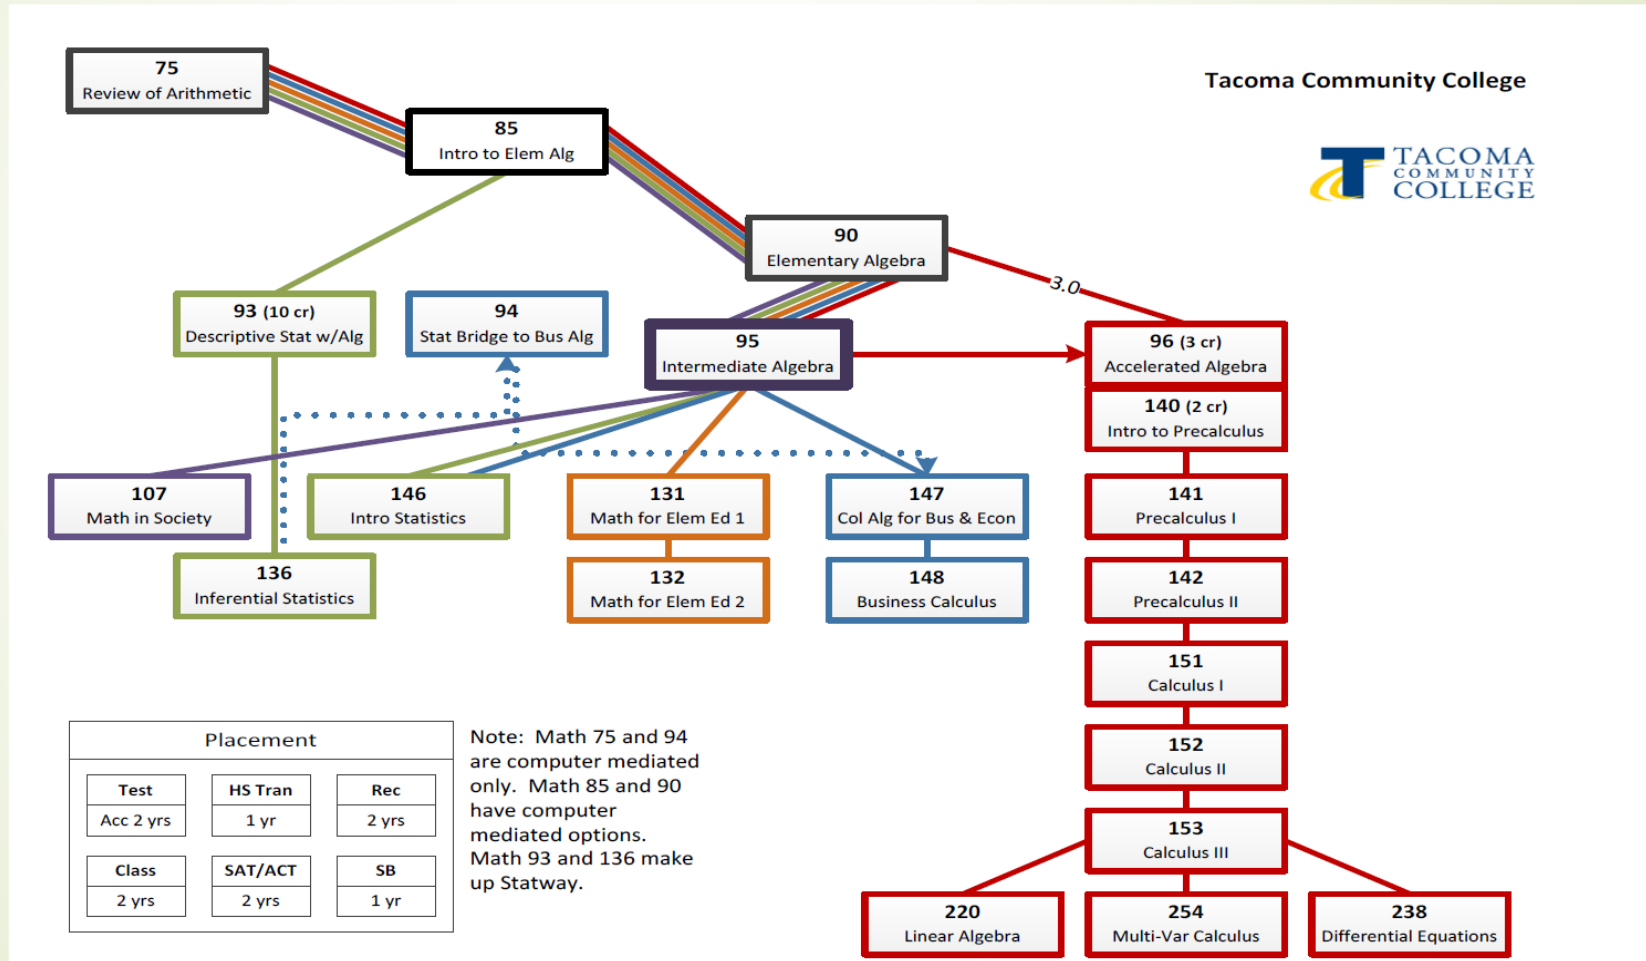 75
Review of Arithmetic
Tacoma Community College
85
Intro to Elem Alg
TACOMA
COMMUNITY
COLLEGE
90
Elementary Algebra
3.0
93 (10 cr)
Descriptive Stat w/Alg
94
Stat Bridge to Bus Alg
95
Intermediate Algebra
96 (3 cr)
Accelerated Algebra
140 (2 cr)
Intro to Precalculus
107
Math in Society
146
Intro Statistics
131
Math for Elem Ed 1
147
Col Alg for Bus & Econ
141
Precalculus I
136
Inferential Statistics
132
Math for Elem Ed 2
148
Business Calculus
142
Precalculus II
151
Calculus I
152
Calculus II
153
Calculus III
220
Linear Algebra
254
Multi-Var Calculus
238
Differential Equations
Placement
Test
Acc 2 yrs
HS Tran
1 yr
Rec
2 yrs
Class
2 yrs
SAT/ACT
2 yrs
SB
1 yr
Note: Math 75 and 94
are computer mediated
only. Math 85 and 90
have computer
mediated options.
Math 93 and 136 make
up Statway.